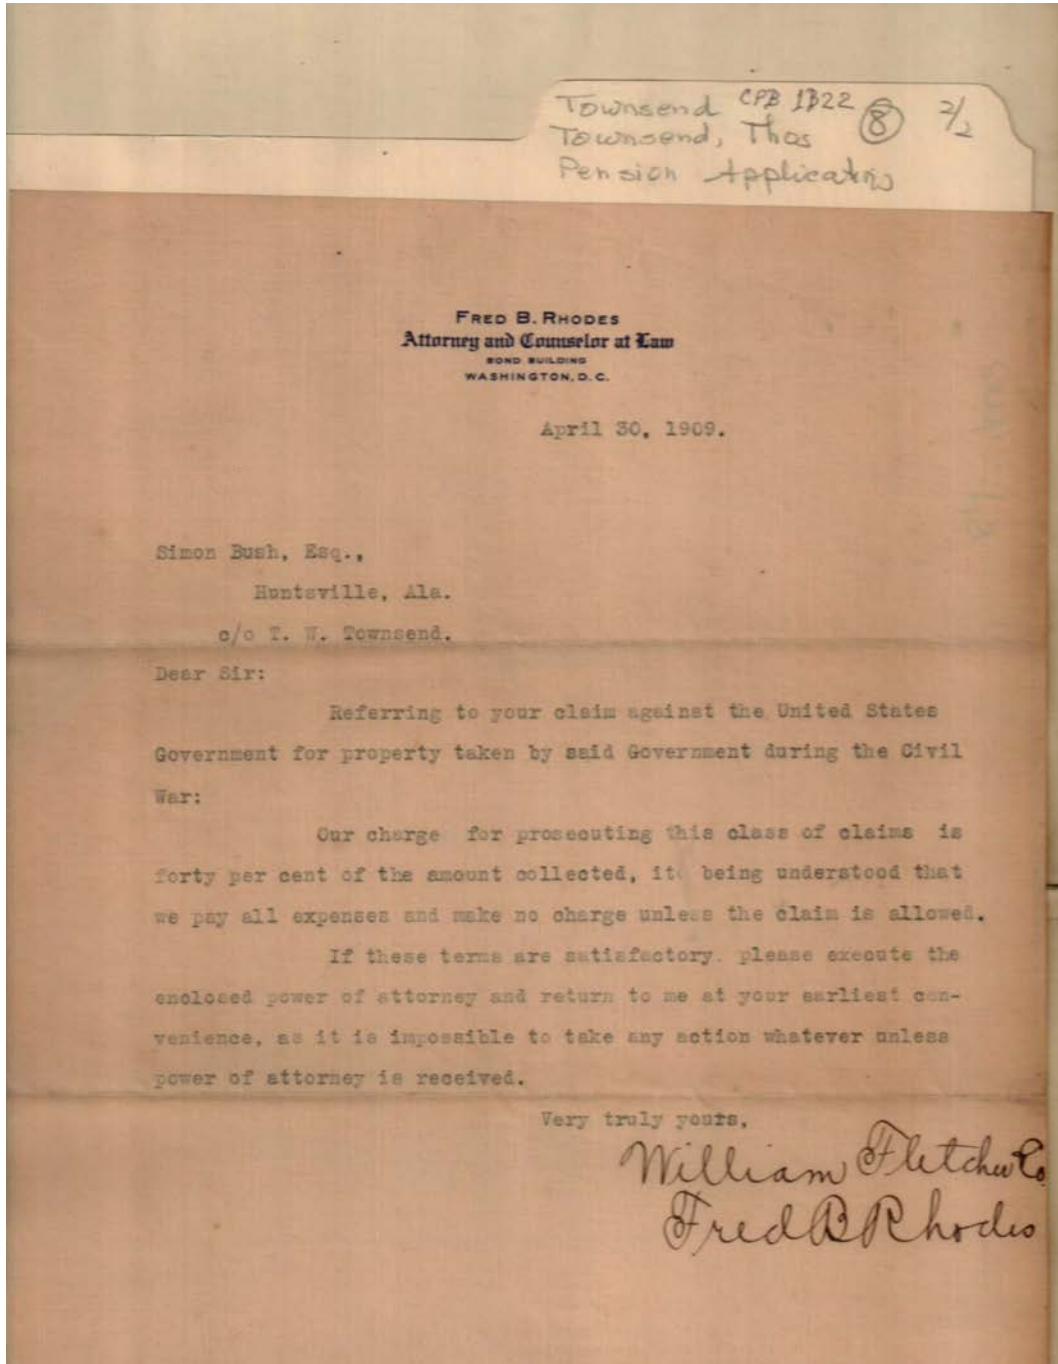 Townsend CPB 1B22 8 2/2
Townsend, Thos
Pension Applications
FRED B. RHODES
Attorney and Counselor at Law
BOND BUILDING
WASHINGTON, D.C.
April 30, 1909.
Simon Bush, Esq.,
Huntsville, Ala.
c/o T. W. Townsend.
Dear Sir:
Referring to your claim against the United States
Government for property taken by said Government during the Civil
War:
Our charge for prosecuting this class of claims is
forty per cent of the amount collected, it being understood that
we pay all expenses and make no charge unless the claim is allowed.
If these terms are satisfactory. please execute the
enclosed power of attorney and return to me at your earliest con-
venience, as it is impossible to take any action whatever unless
power of attorney is received.
Very truly yours,
William Fletcher Co.
Fred B Rhodes